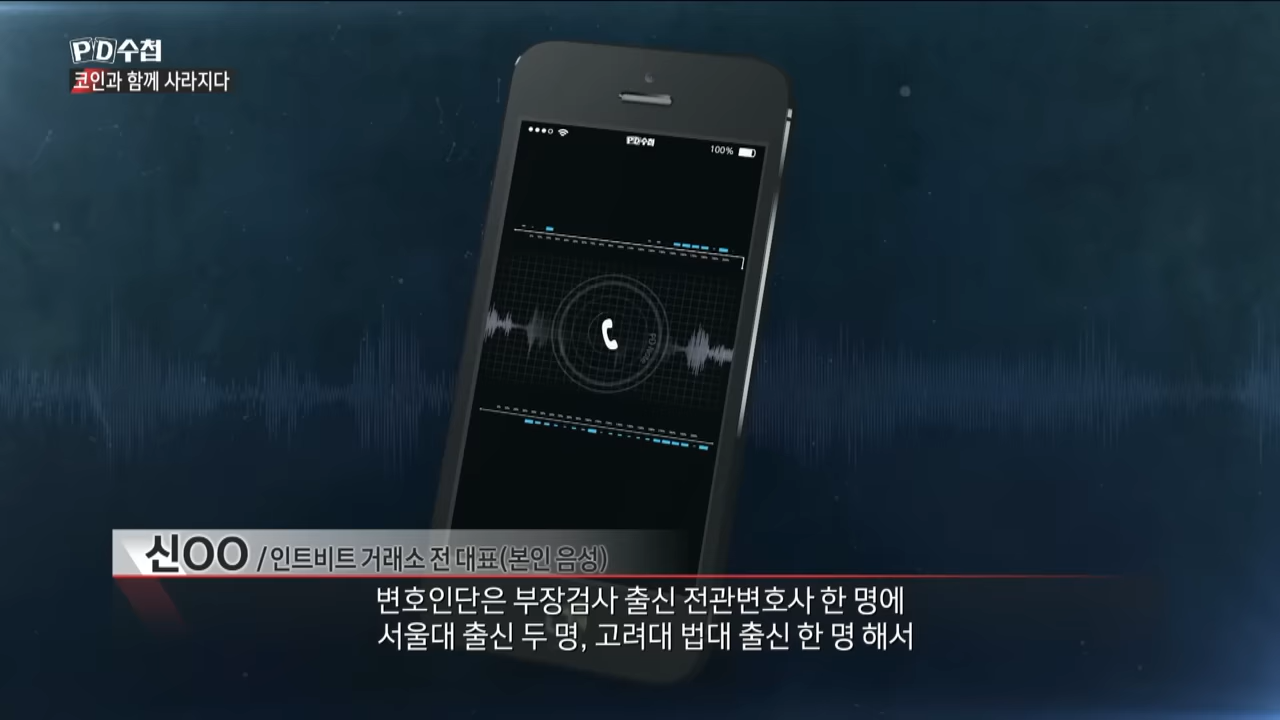 PD수첩
코인과 함께 사라지다
PD수첩
100%
신OO / 인트비트 거래소 전 대표(본인 음성)
변호인단은 부장검사 출신 전관변호사 한 명에
서울대 출신 두 명, 고려대 법대 출신 한 명 해서